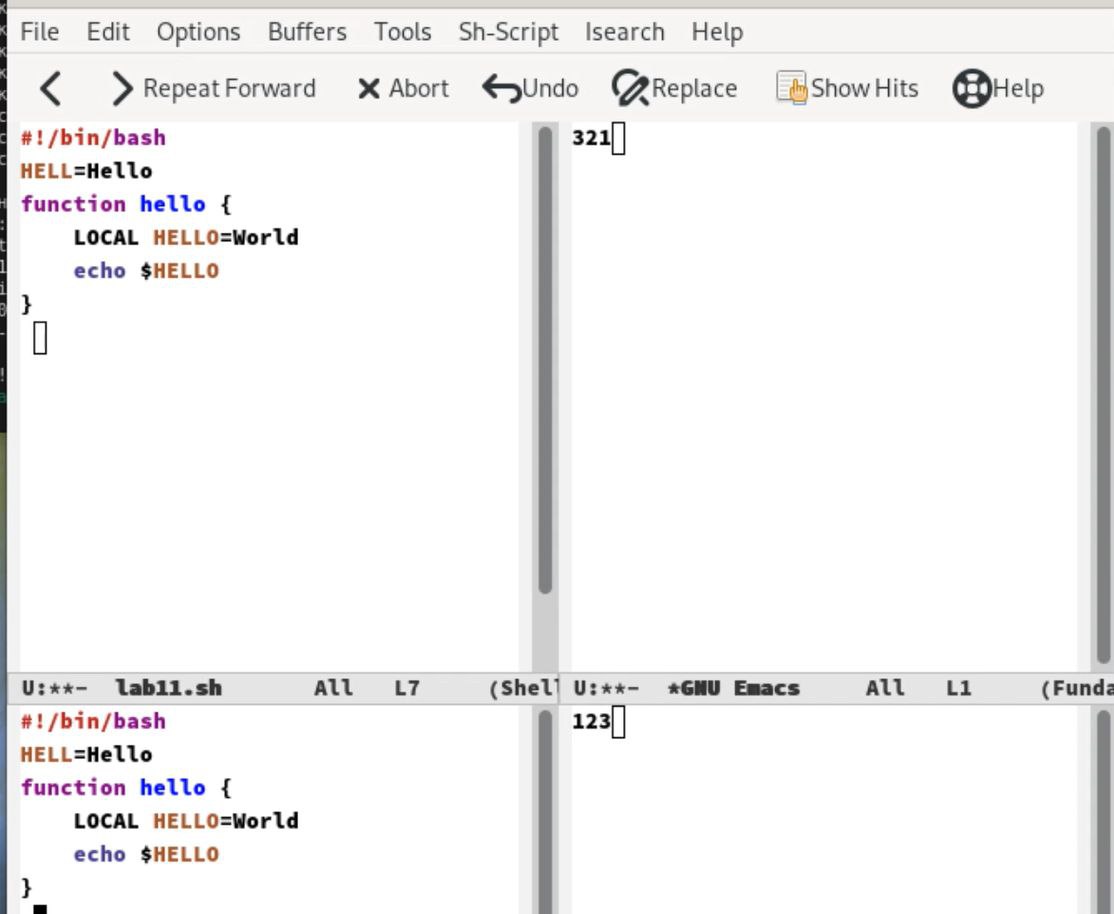 File Edit Options Buffers Tools Sh-Script Isearch Help
Repeat Forward Abort Undo Replace Show Hits Help
#!/bin/bash
HELL=Hello
function hello {
LOCAL HELLO=World
echo $HELLO
}
321
U:**- lab11.sh All L7 (Shell
U:**- *GNU Emacs All L1 (Funda
#!/bin/bash
HELL=Hello
function hello {
LOCAL HELLO=World
echo $HELLO
}
123